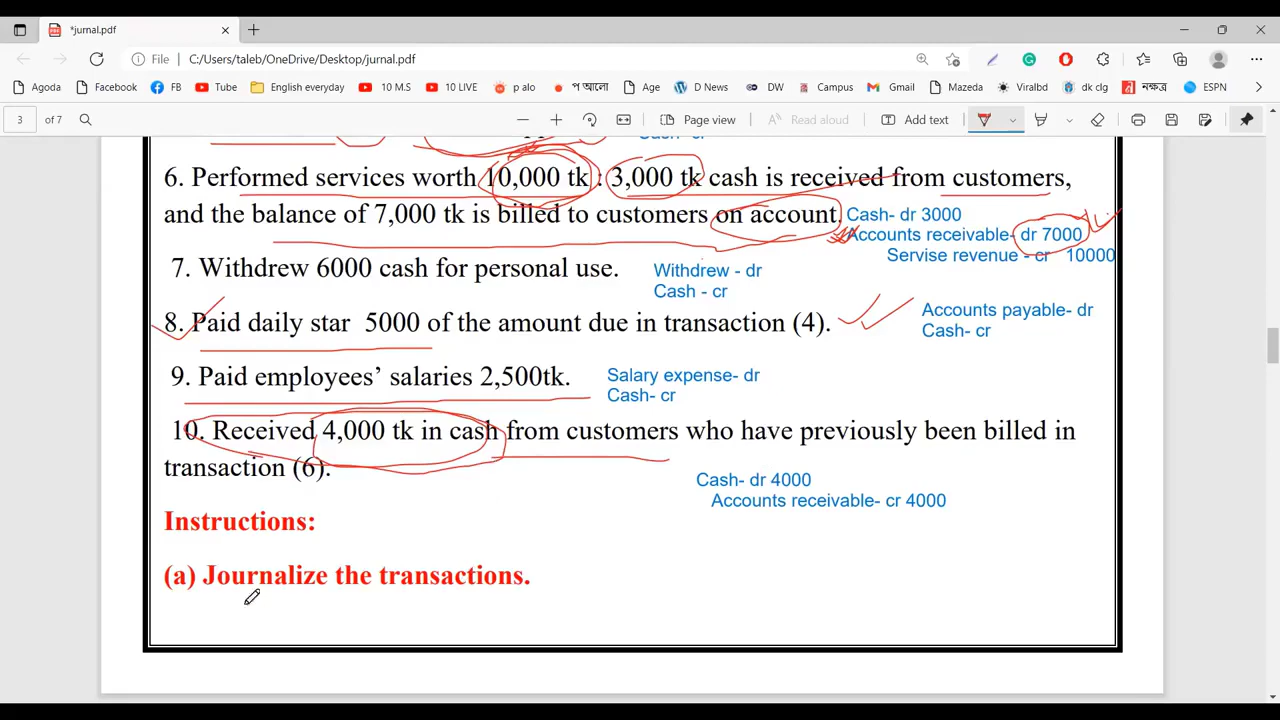 *jurnal.pdf
File C:/Users/taleb/OneDrive/Desktop/jurnal.pdf
Agoda Facebook FB Tube English everyday 10 M.S 10 LIVE p alo প আলো Age D News DW Campus Gmail Mazeda Viralbd dk clg নক্ষত্র ESPN
3 of 7 Page view Read aloud Add text
Cash- cr
6. Performed services worth 10,000 tk : 3,000 tk cash is received from customers,
and the balance of 7,000 tk is billed to customers on account.
Cash- dr 3000
Accounts receivable- dr 7000
Servise revenue - cr 10000
7. Withdrew 6000 cash for personal use.
Withdrew - dr
Cash - cr
8. Paid daily star 5000 of the amount due in transaction (4).
Accounts payable- dr
Cash- cr
9. Paid employees’ salaries 2,500tk.
Salary expense- dr
Cash- cr
10. Received 4,000 tk in cash from customers who have previously been billed in
transaction (6).
Cash- dr 4000
Accounts receivable- cr 4000
Instructions:
(a) Journalize the transactions.